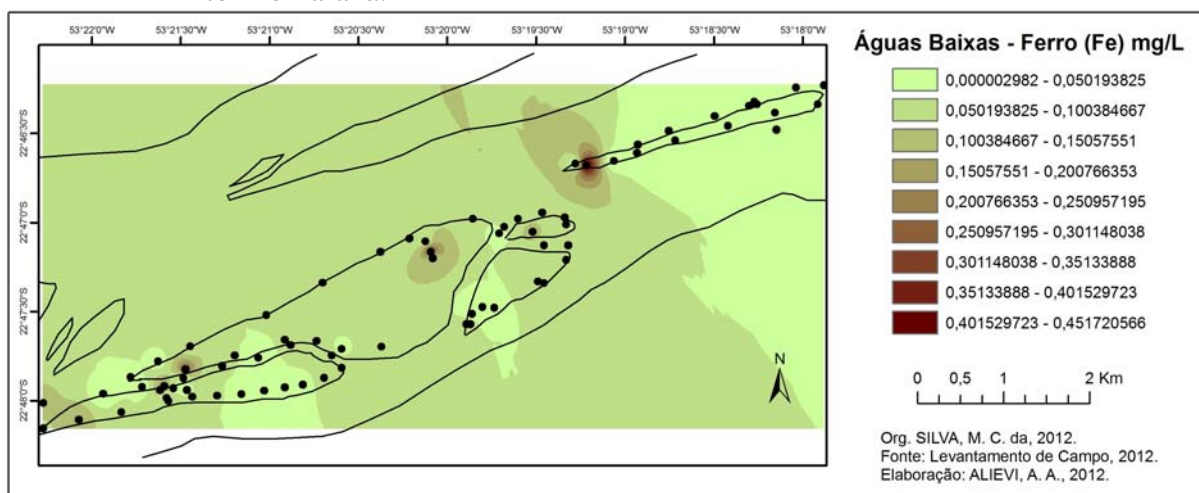 53°22'0"W 53°21'30"W 53°21'0"W 53°20'30"W 53°20'0"W 53°19'30"W 53°19'0"W 53°18'30"W 53°18'0"W
22°46'30"S
22°47'0"S
22°47'30"S
22°48'0"S
N
Águas Baixas - Ferro (Fe) mg/L
0,000002982 - 0,050193825
0,050193825 - 0,100384667
0,100384667 - 0,15057551
0,15057551 - 0,200766353
0,200766353 - 0,250957195
0,250957195 - 0,301148038
0,301148038 - 0,35133888
0,35133888 - 0,401529723
0,401529723 - 0,451720566
0 0,5 1 2 Km
Org. SILVA, M. C. da, 2012.
Fonte: Levantamento de Campo, 2012.
Elaboração: ALIEVI, A. A., 2012.